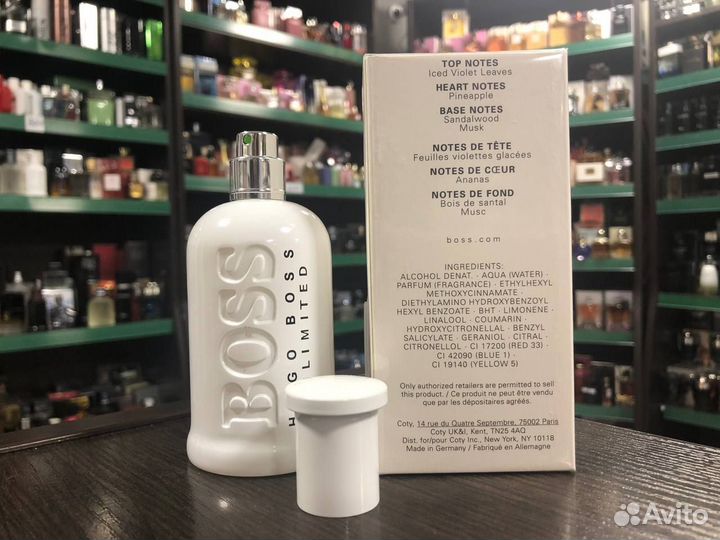 BOSS
HUGO BOSS
UNLIMITED
TOP NOTES
Iced Violet Leaves
HEART NOTES
Pineapple
BASE NOTES
Sandalwood
Musk
NOTES DE TÊTE
Feuilles violettes glacées
NOTES DE CŒUR
Ananas
NOTES DE FOND
Bois de santal
Musc
boss.com
INGREDIENTS:
ALCOHOL DENAT. · AQUA (WATER) ·
PARFUM (FRAGRANCE) · ETHYLHEXYL
METHOXYCINNAMATE ·
DIETHYLAMINO HYDROXYBENZOYL
HEXYL BENZOATE · BHT · LIMONENE ·
LINALOOL · COUMARIN ·
HYDROXYCITRONELLAL · BENZYL
SALICYLATE · GERANIOL · CITRAL ·
CITRONELLOL · CI 17200 (RED 33) ·
CI 42090 (BLUE 1) ·
CI 19140 (YELLOW 5)
Only authorized retailers are permitted to sell
this product. / Ce produit ne peut être vendu
que par les dépositaires agréés.
Coty, 14 rue du Quatre Septembre, 75002 Paris
Coty UK&I, Kent, TN25 4AQ
Dist. for/pour Coty Inc., New York, NY 10118
Made in Germany / Fabriqué en Allemagne
Avito